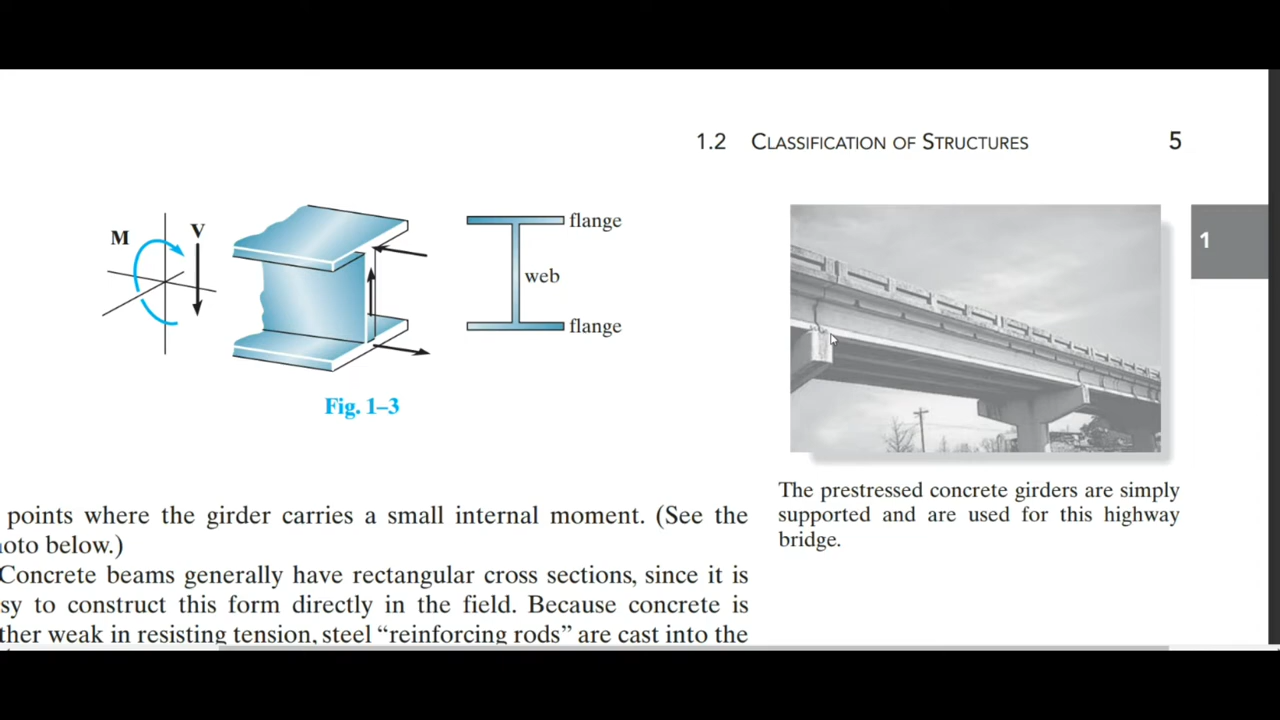 1.2 CLASSIFICATION OF STRUCTURES 5
1
M
V
flange
web
flange
Fig. 1–3
points where the girder carries a small internal moment. (See the
oto below.)
Concrete beams generally have rectangular cross sections, since it is
sy to construct this form directly in the field. Because concrete is
ther weak in resisting tension, steel “reinforcing rods” are cast into the
The prestressed concrete girders are simply
supported and are used for this highway
bridge.